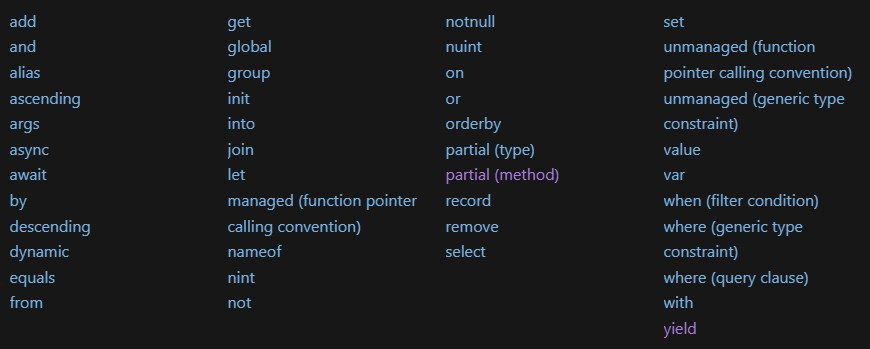 add
and
alias
ascending
args
async
await
by
descending
dynamic
equals
from
get
global
group
init
into
join
let
managed (function pointer
calling convention)
nameof
nint
not
notnull
nuint
on
or
orderby
partial (type)
partial (method)
record
remove
select
set
unmanaged (function
pointer calling convention)
unmanaged (generic type
constraint)
value
var
when (filter condition)
where (generic type
constraint)
where (query clause)
with
yield